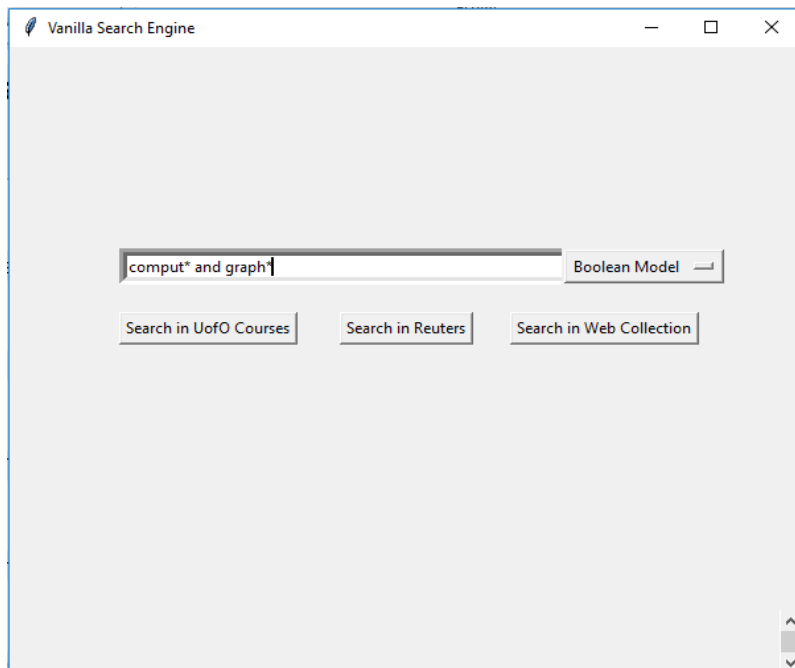 Vanilla Search Engine
comput* and graph* Boolean Model
Search in UofO Courses Search in Reuters Search in Web Collection